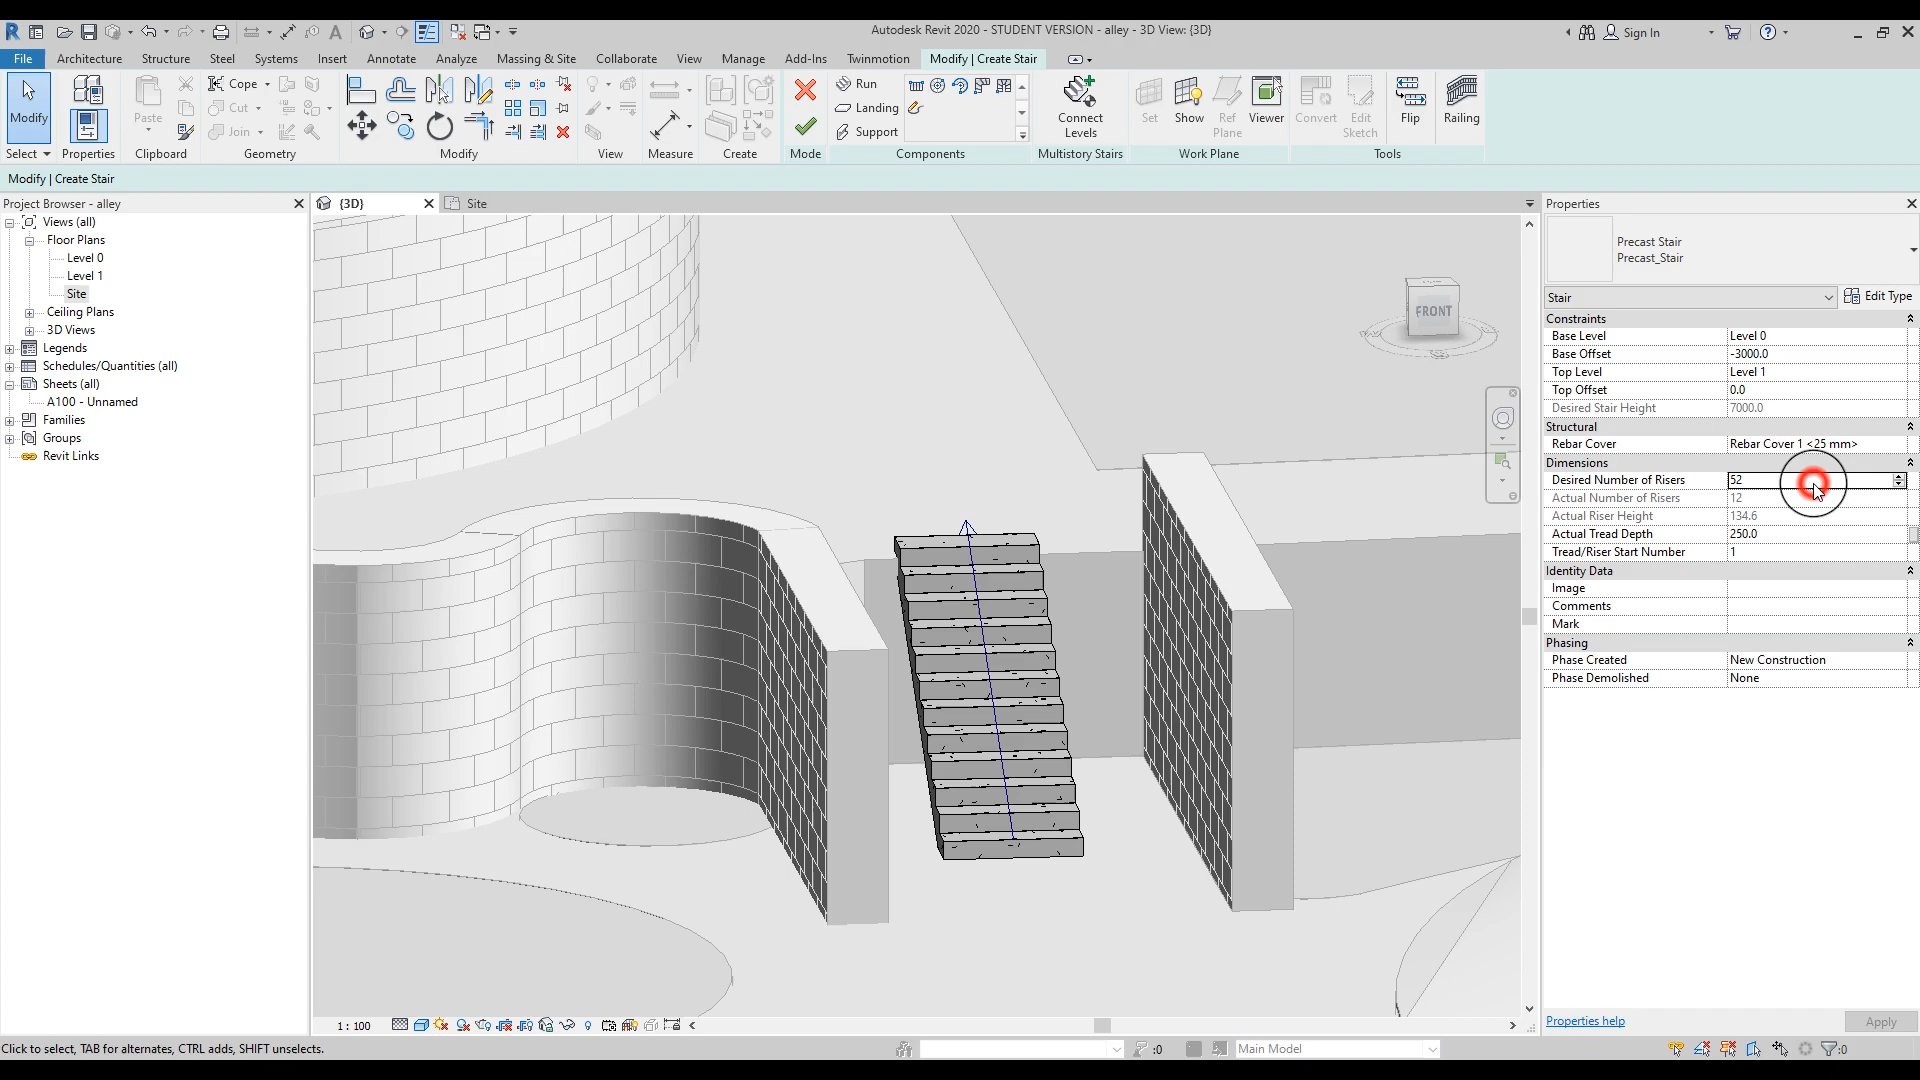 Autodesk Revit 2020 - STUDENT VERSION - alley - 3D View: {3D}
Sign In
File Architecture Structure Steel Systems Insert Annotate Analyze Massing & Site Collaborate View Manage Add-Ins Twinmotion Modify | Create Stair
Modify
Paste
Cope
Cut
Join
Run
Landing
Support
Connect Levels
Set
Show
Ref Plane
Viewer
Convert
Edit Sketch
Flip
Railing
Select Properties Clipboard Geometry Modify View Measure Create Mode Components Multistory Stairs Work Plane Tools
Modify | Create Stair
Project Browser - alley
Views (all)
Floor Plans
Level 0
Level 1
Site
Ceiling Plans
3D Views
Legends
Schedules/Quantities (all)
Sheets (all)
A100 - Unnamed
Families
Groups
Revit Links
{3D}
Site
FRONT
Properties
Precast Stair
Precast_Stair
Stair
Edit Type
Constraints
Base Level Level 0
Base Offset -3000.0
Top Level Level 1
Top Offset 0.0
Desired Stair Height 7000.0
Structural
Rebar Cover Rebar Cover 1 <25 mm>
Dimensions
Desired Number of Risers 52
Actual Number of Risers 12
Actual Riser Height 134.6
Actual Tread Depth 250.0
Tread/Riser Start Number 1
Identity Data
Image
Comments
Mark
Phasing
Phase Created New Construction
Phase Demolished None
Properties help
Apply
1 : 100
Click to select, TAB for alternates, CTRL adds, SHIFT unselects.
:0
Main Model
:0